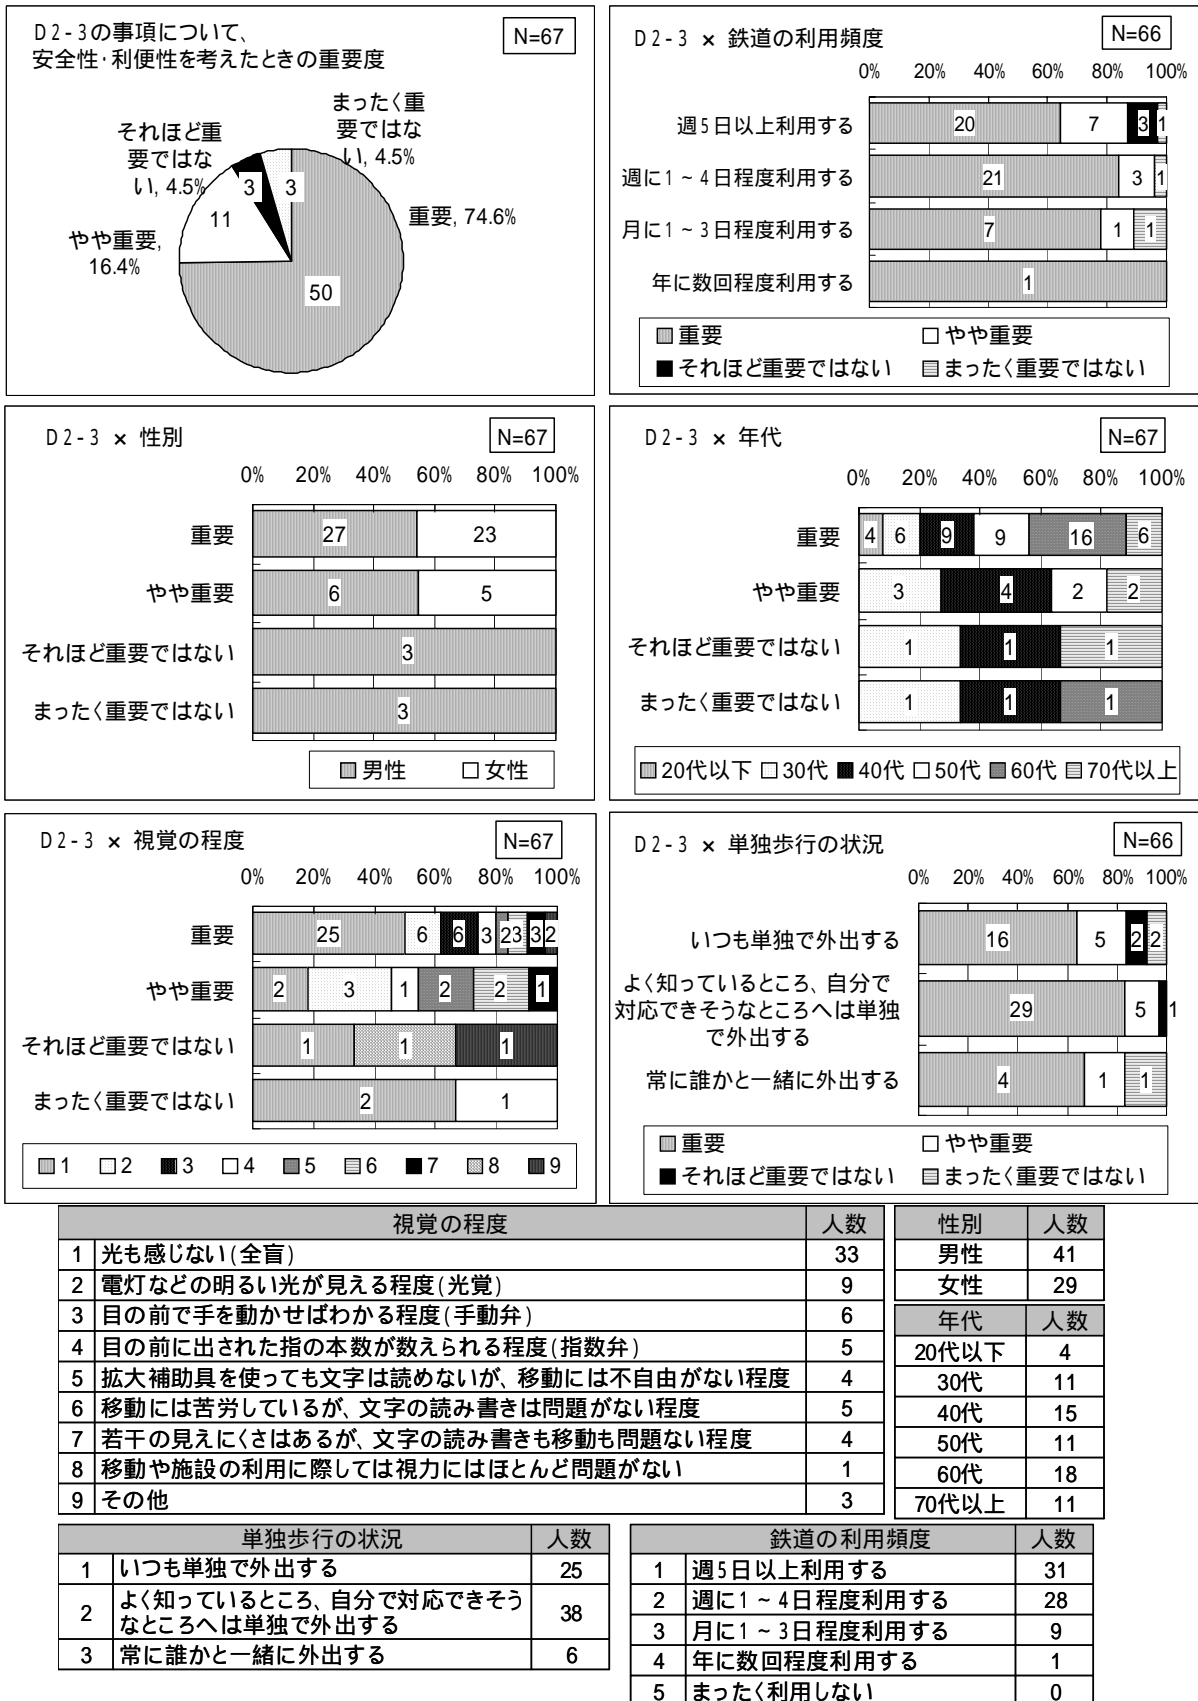 D2-3の事項について、
安全性・利便性を考えたときの重要度
N=67
まったく重
要ではな
い, 4.5%
それほど重
要ではな
い, 4.5%
3
3
11
重要, 74.6%
やや重要,
16.4%
50
D2-3 × 鉄道の利用頻度
N=66
0% 20% 40% 60% 80% 100%
週5日以上利用する 20 7 3 1
週に1~4日程度利用する 21 3 1
月に1~3日程度利用する 7 1 1
年に数回程度利用する 1
重要 やや重要
それほど重要ではない まったく重要ではない
D2-3 × 性別
N=67
0% 20% 40% 60% 80% 100%
重要 27 23
やや重要 6 5
それほど重要ではない 3
まったく重要ではない 3
男性 女性
D2-3 × 年代
N=67
0% 20% 40% 60% 80% 100%
重要 4 6 9 9 16 6
やや重要 3 4 2 2
それほど重要ではない 1 1 1
まったく重要ではない 1 1 1
20代以下 30代 40代 50代 60代 70代以上
D2-3 × 視覚の程度
N=67
0% 20% 40% 60% 80% 100%
重要 25 6 6 3 2 3 3 2
やや重要 2 3 1 2 2 1
それほど重要ではない 1 1 1
まったく重要ではない 2 1
1 2 3 4 5 6 7 8 9
D2-3 × 単独歩行の状況
N=66
0% 20% 40% 60% 80% 100%
いつも単独で外出する 16 5 2 2
よく知っているところ、自分で
対応できそうなところへは単独
で外出する
29 5 1
常に誰かと一緒に外出する 4 1 1
重要 やや重要
それほど重要ではない まったく重要ではない
視覚の程度 人数
1 光も感じない(全盲) 33
2 電灯などの明るい光が見える程度(光覚) 9
3 目の前で手を動かせばわかる程度(手動弁) 6
4 目の前に出された指の本数が数えられる程度(指数弁) 5
5 拡大補助具を使っても文字は読めないが、移動には不自由がない程度 4
6 移動には苦労しているが、文字の読み書きは問題がない程度 5
7 若干の見えにくさはあるが、文字の読み書きも移動も問題ない程度 4
8 移動や施設の利用に際しては視力にはほとんど問題がない 1
9 その他 3
性別 人数
男性 41
女性 29
年代 人数
20代以下 4
30代 11
40代 15
50代 11
60代 18
70代以上 11
単独歩行の状況 人数
1 いつも単独で外出する 25
2 よく知っているところ、自分で対応できそう
なところへは単独で外出する 38
3 常に誰かと一緒に外出する 6
鉄道の利用頻度 人数
1 週5日以上利用する 31
2 週に1~4日程度利用する 28
3 月に1~3日程度利用する 9
4 年に数回程度利用する 1
5 まったく利用しない 0